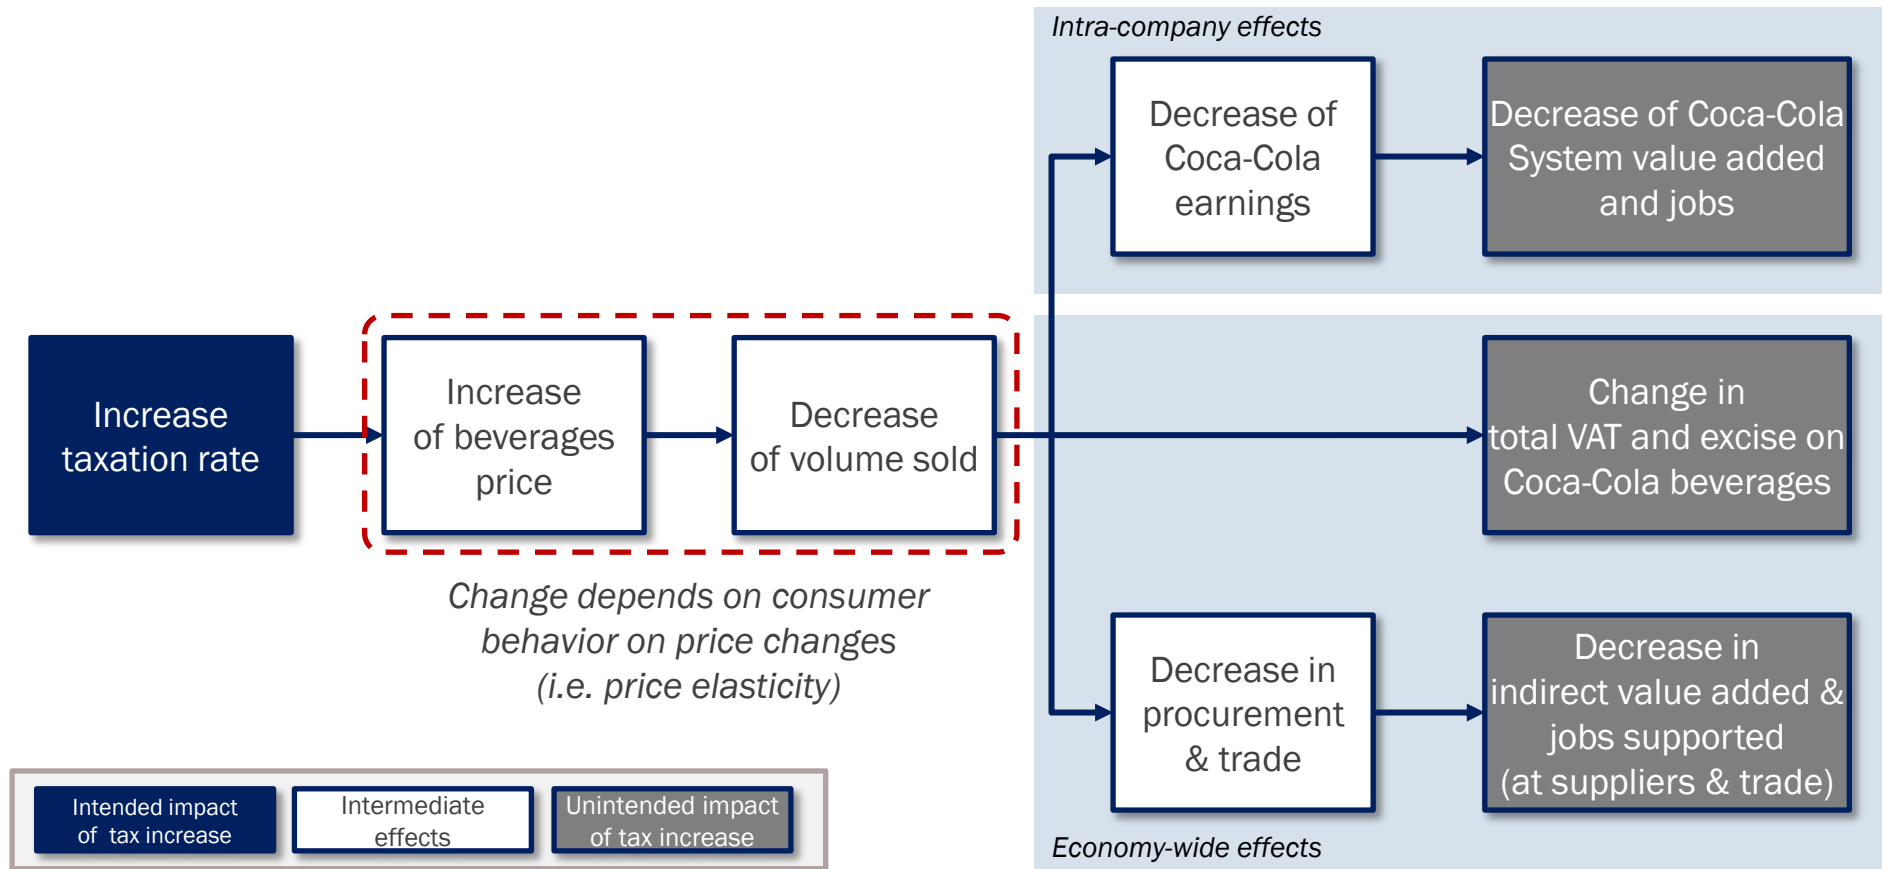 Intra-company effects
Decrease of
Coca-Cola
earnings
Decrease of Coca-Cola
System value added
and jobs
Increase
taxation rate
Increase
of beverages
price
Decrease
of volume sold
Change in
total VAT and excise on
Coca-Cola beverages
Change depends on consumer
behavior on price changes
(i.e. price elasticity)
Decrease in
procurement
& trade
Decrease in
indirect value added &
jobs supported
(at suppliers & trade)
Economy-wide effects
Intended impact
of tax increase
Intermediate
effects
Unintended impact
of tax increase